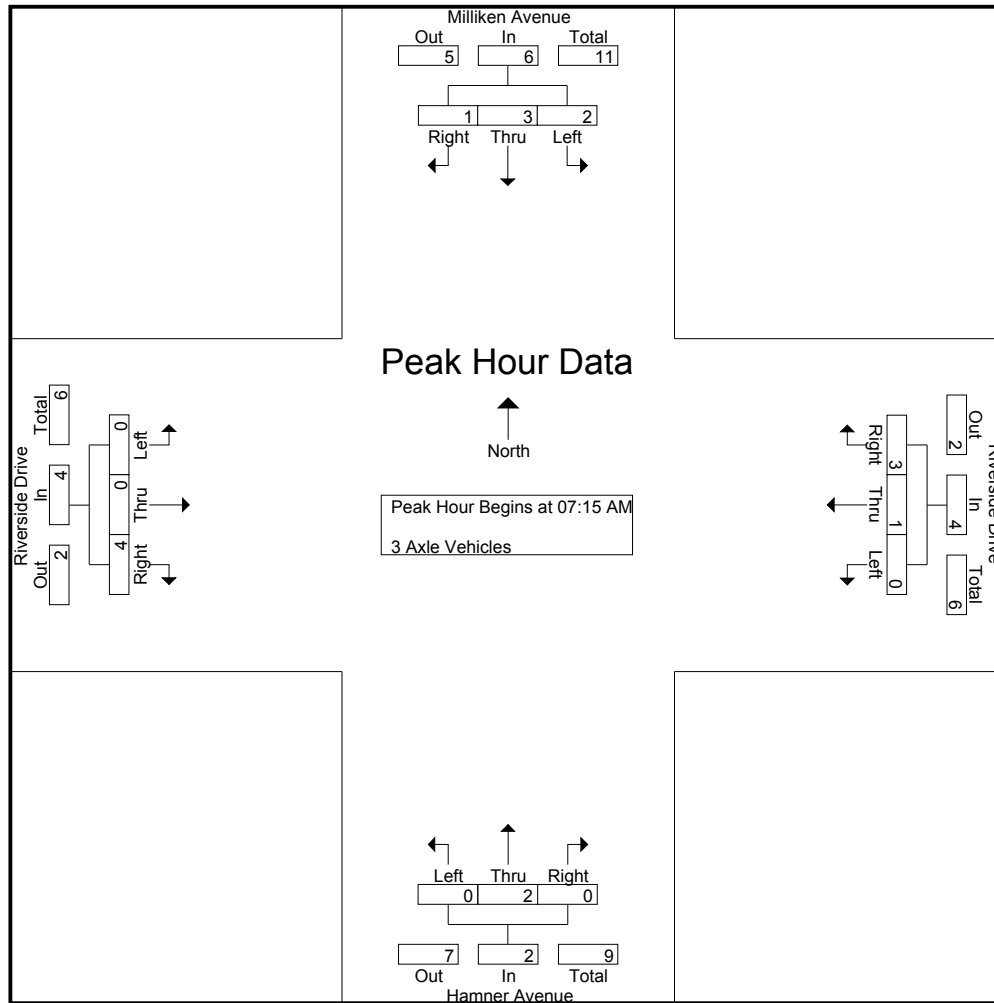 Milliken Avenue
Out In Total
5 6 11
1 3 2
Right Thru Left
Peak Hour Data
North
Peak Hour Begins at 07:15 AM
3 Axle Vehicles
Riverside Drive
Out In Total
2 4 6
Right Thru Left
4 0 0
Riverside Drive
Out In Total
2 4 6
Right Thru Left
3 1 0
Left Thru Right
0 2 0
7 2 9
Out In Total
Hamner Avenue